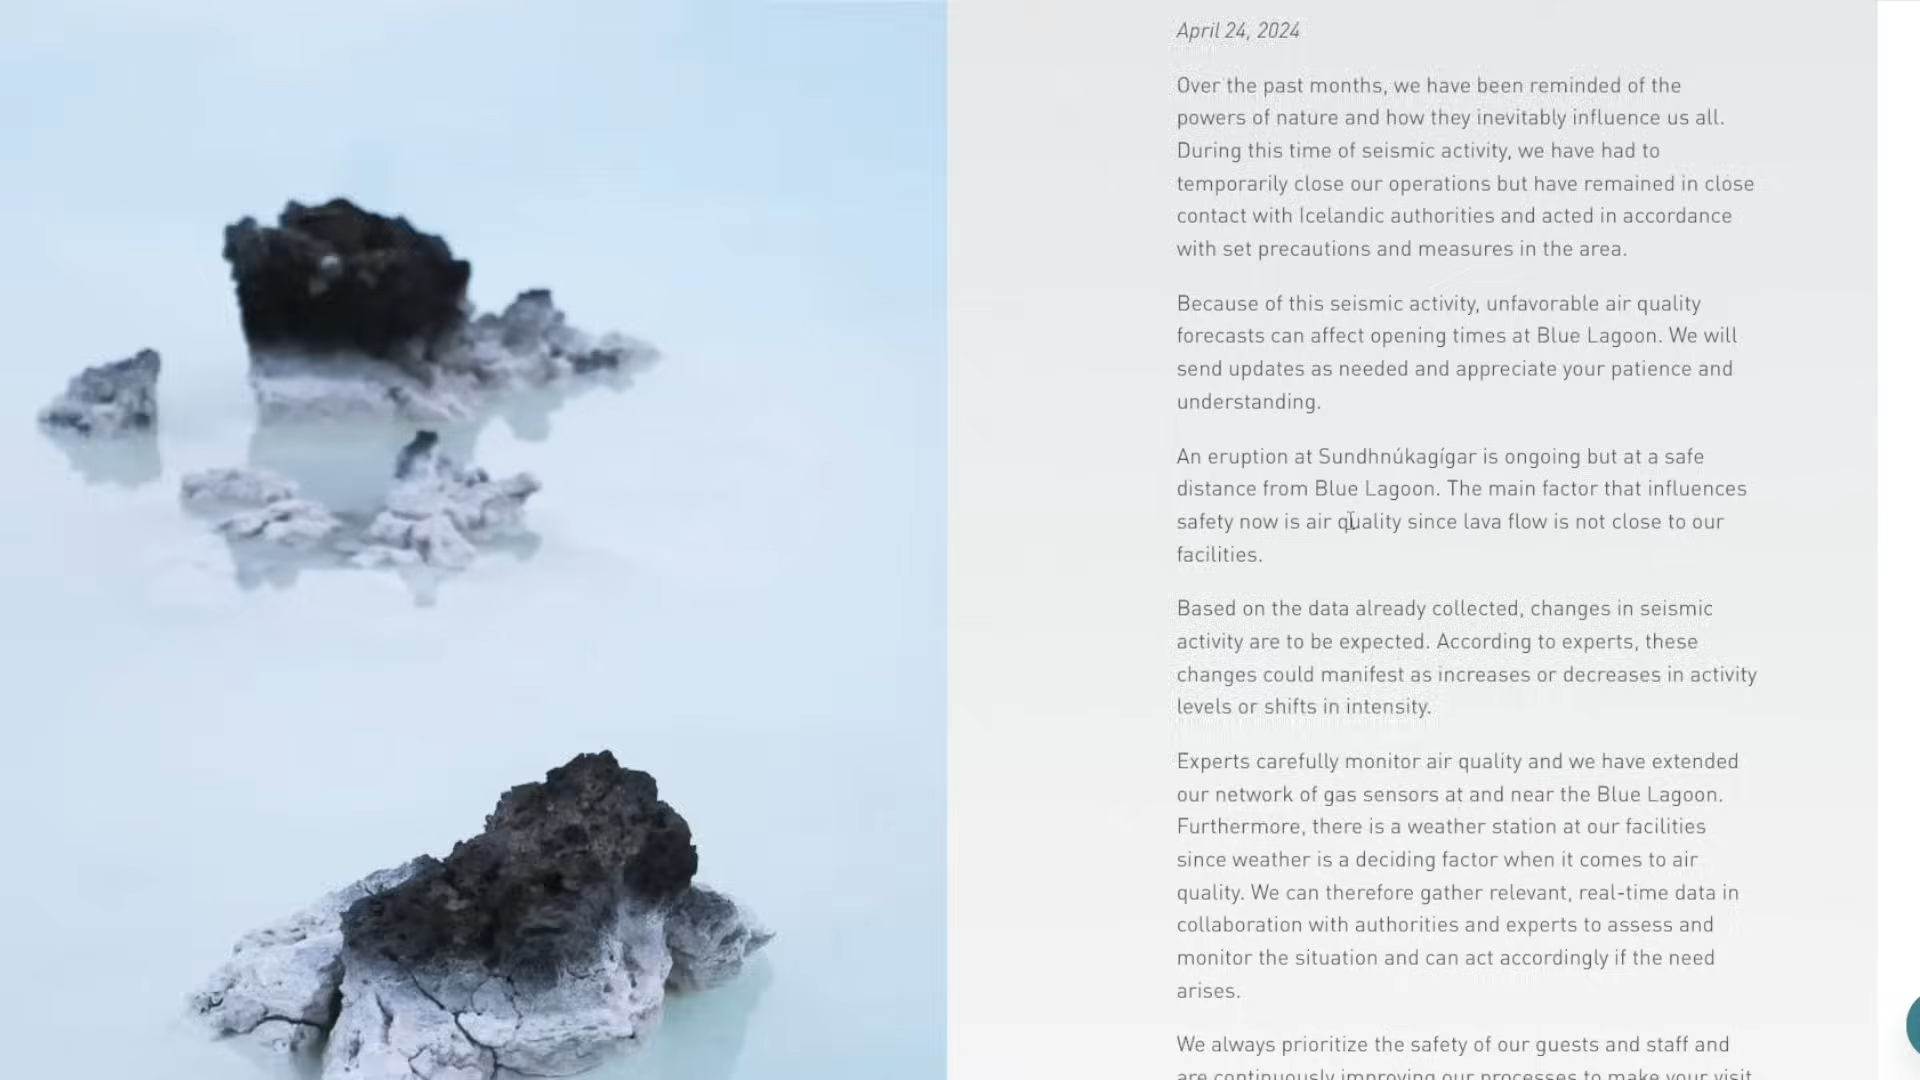 April 24, 2024
Over the past months, we have been reminded of the
powers of nature and how they inevitably influence us all.
During this time of seismic activity, we have had to
temporarily close our operations but have remained in close
contact with Icelandic authorities and acted in accordance
with set precautions and measures in the area.
Because of this seismic activity, unfavorable air quality
forecasts can affect opening times at Blue Lagoon. We will
send updates as needed and appreciate your patience and
understanding.
An eruption at Sundhnúkagígar is ongoing but at a safe
distance from Blue Lagoon. The main factor that influences
safety now is air quality since lava flow is not close to our
facilities.
Based on the data already collected, changes in seismic
activity are to be expected. According to experts, these
changes could manifest as increases or decreases in activity
levels or shifts in intensity.
Experts carefully monitor air quality and we have extended
our network of gas sensors at and near the Blue Lagoon.
Furthermore, there is a weather station at our facilities
since weather is a deciding factor when it comes to air
quality. We can therefore gather relevant, real-time data in
collaboration with authorities and experts to assess and
monitor the situation and can act accordingly if the need
arises.
We always prioritize the safety of our guests and staff and
are continuously improving our processes to make your visit